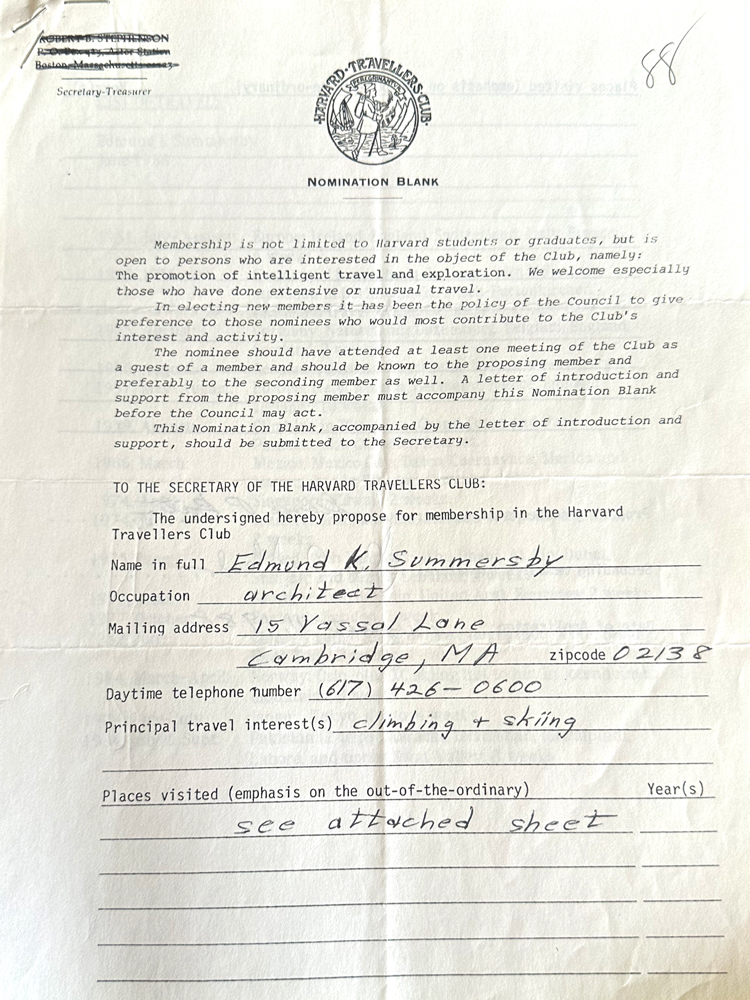 ROBERT B. STEPHENSON
P. O. Box 473, Astor Station
Boston, Massachusetts
Secretary-Treasurer
88
HARVARD·TRAVELLERS·CLUB·
NOMINATION BLANK
Membership is not limited to Harvard students or graduates, but is
open to persons who are interested in the object of the Club, namely:
The promotion of intelligent travel and exploration. We welcome especially
those who have done extensive or unusual travel.
In electing new members it has been the policy of the Council to give
preference to those nominees who would most contribute to the Club's
interest and activity.
The nominee should have attended at least one meeting of the Club as
a guest of a member and should be known to the proposing member and
preferably to the seconding member as well. A letter of introduction and
support from the proposing member must accompany this Nomination Blank
before the Council may act.
This Nomination Blank, accompanied by the letter of introduction and
support, should be submitted to the Secretary.
TO THE SECRETARY OF THE HARVARD TRAVELLERS CLUB:
The undersigned hereby propose for membership in the Harvard
Travellers Club
Name in full Edmund K. Summersby
Occupation architect
Mailing address 15 Vassal Lane
Cambridge, MA zipcode 02138
Daytime telephone number (617) 426-0600
Principal travel interest(s) climbing + skiing
Places visited (emphasis on the out-of-the-ordinary) Year(s)
see attached sheet